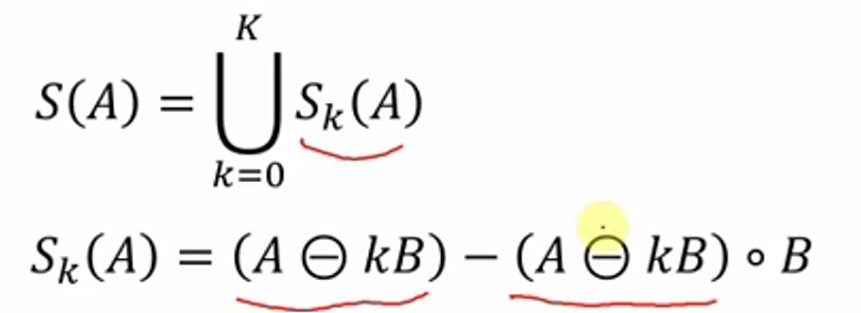 S(A) = ⋃_{k=0}^{K} S_k(A)
S_k(A) = (A ⊖ kB) − (A ⊖ kB) ∘ B